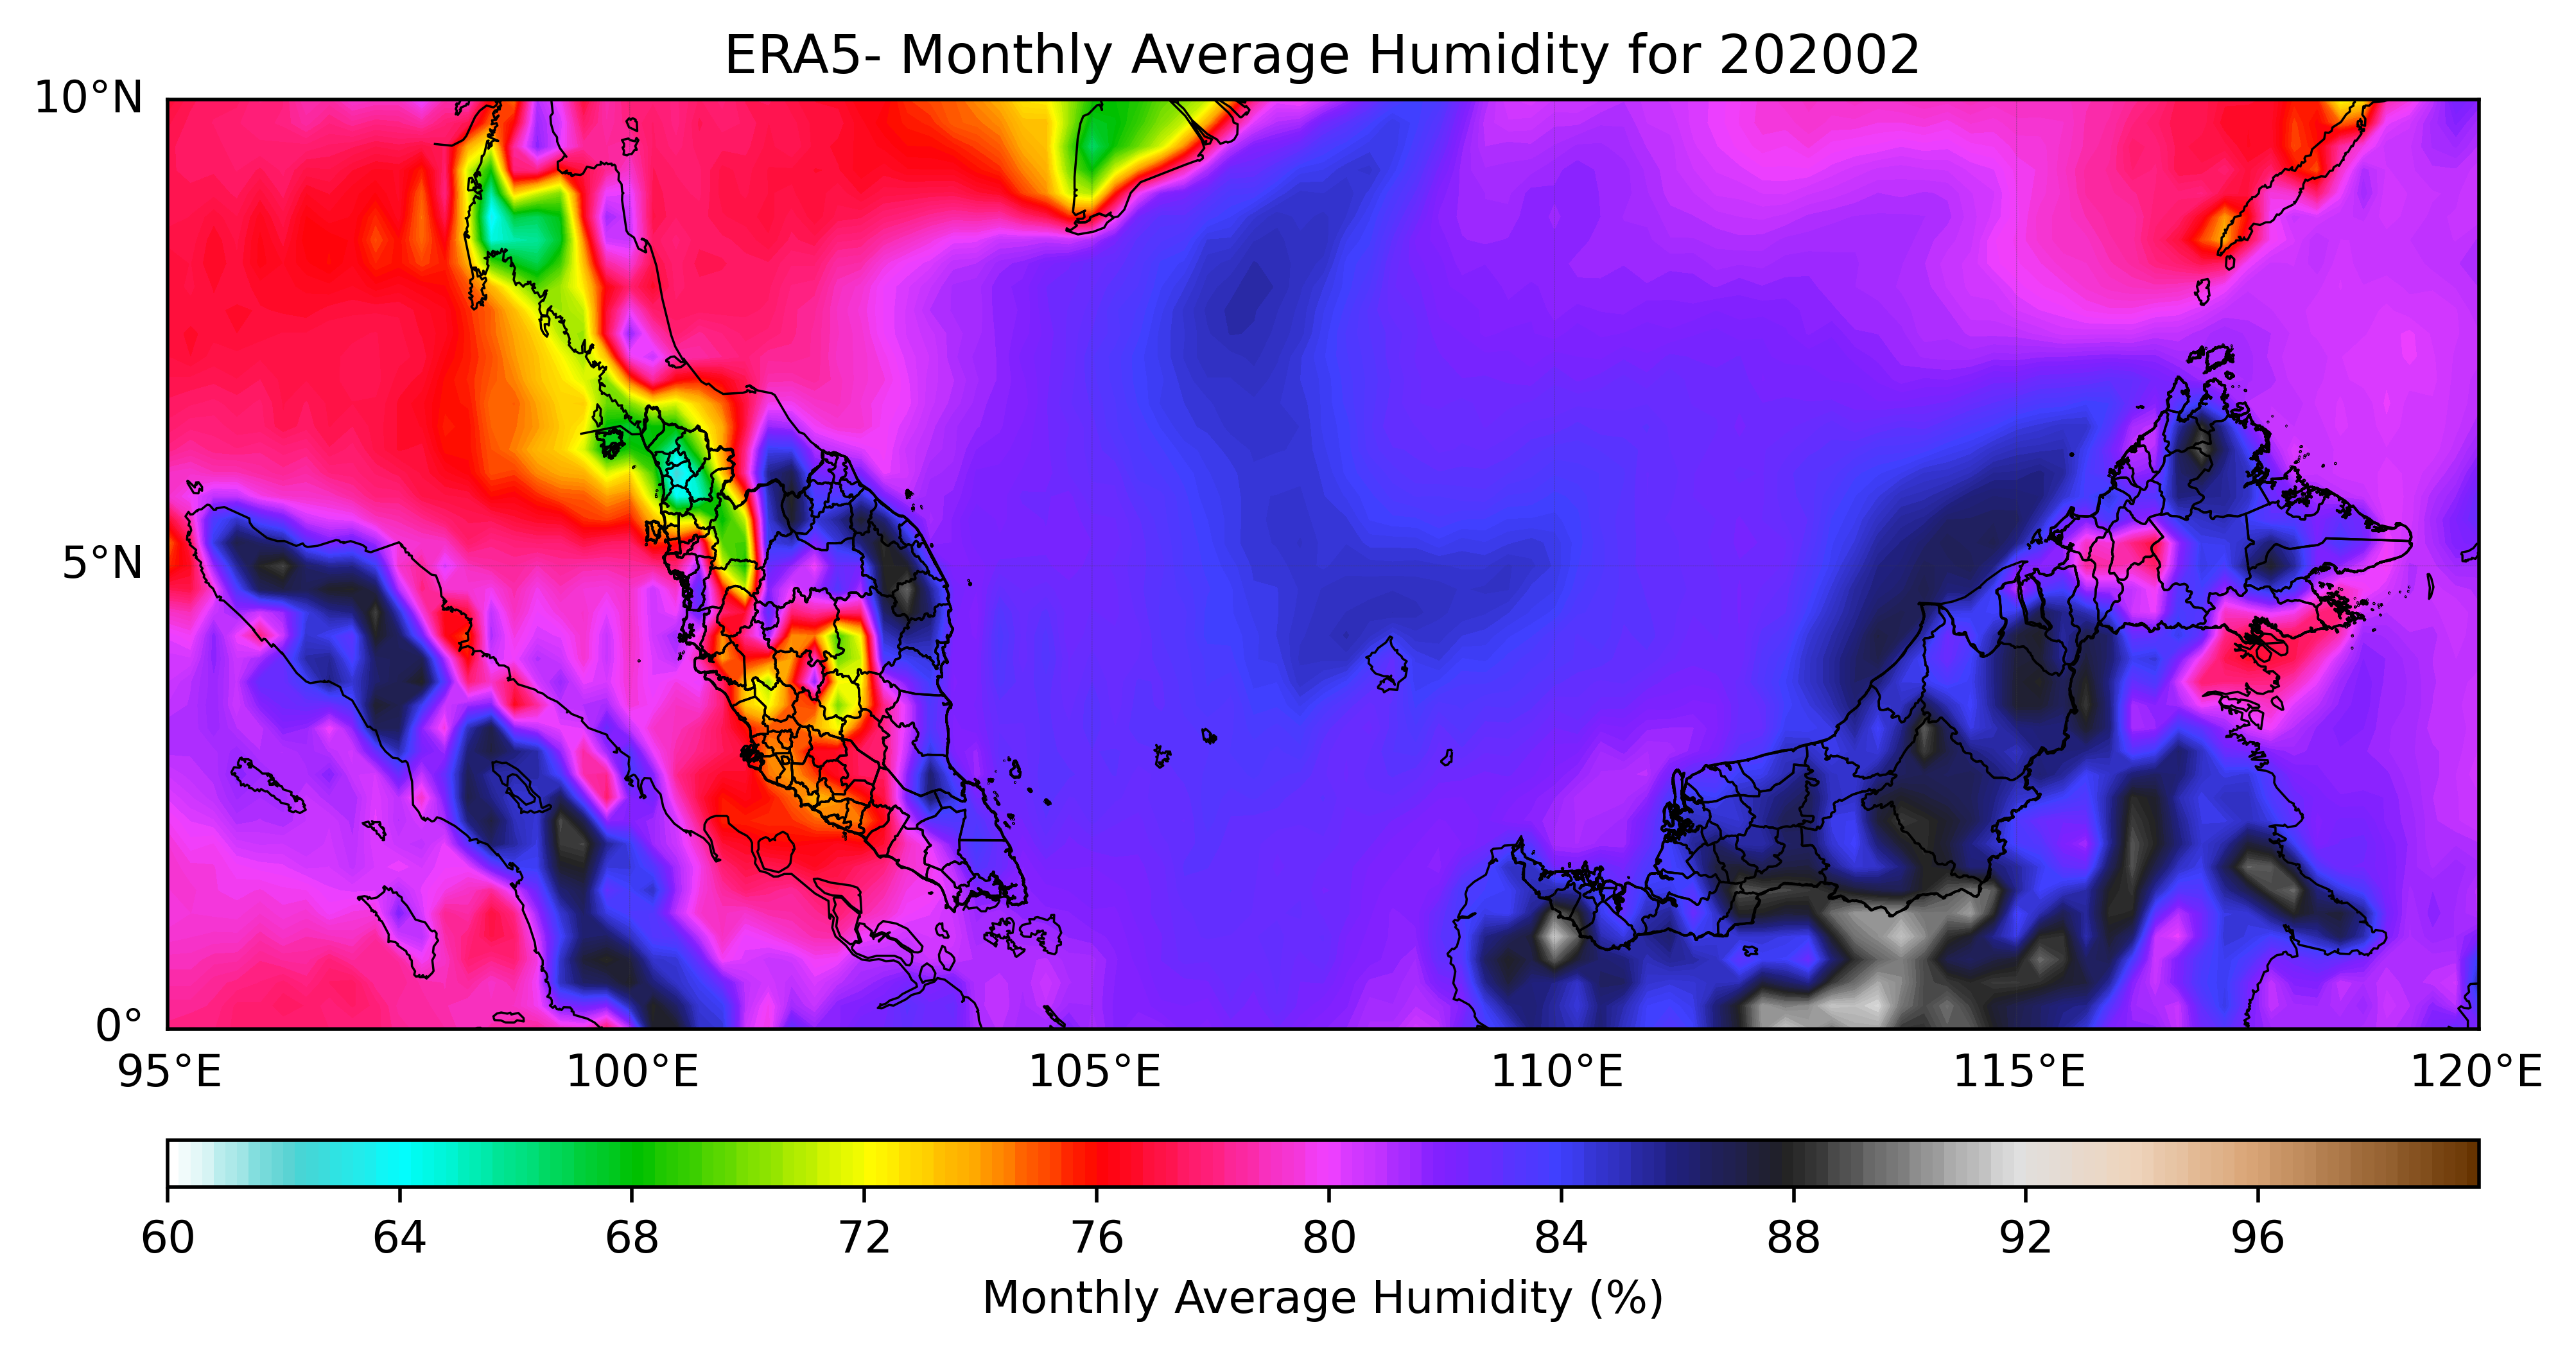 ERA5- Monthly Average Humidity for 202002
10°N
5°N
0°
95°E 100°E 105°E 110°E 115°E 120°E
60 64 68 72 76 80 84 88 92 96
Monthly Average Humidity (%)